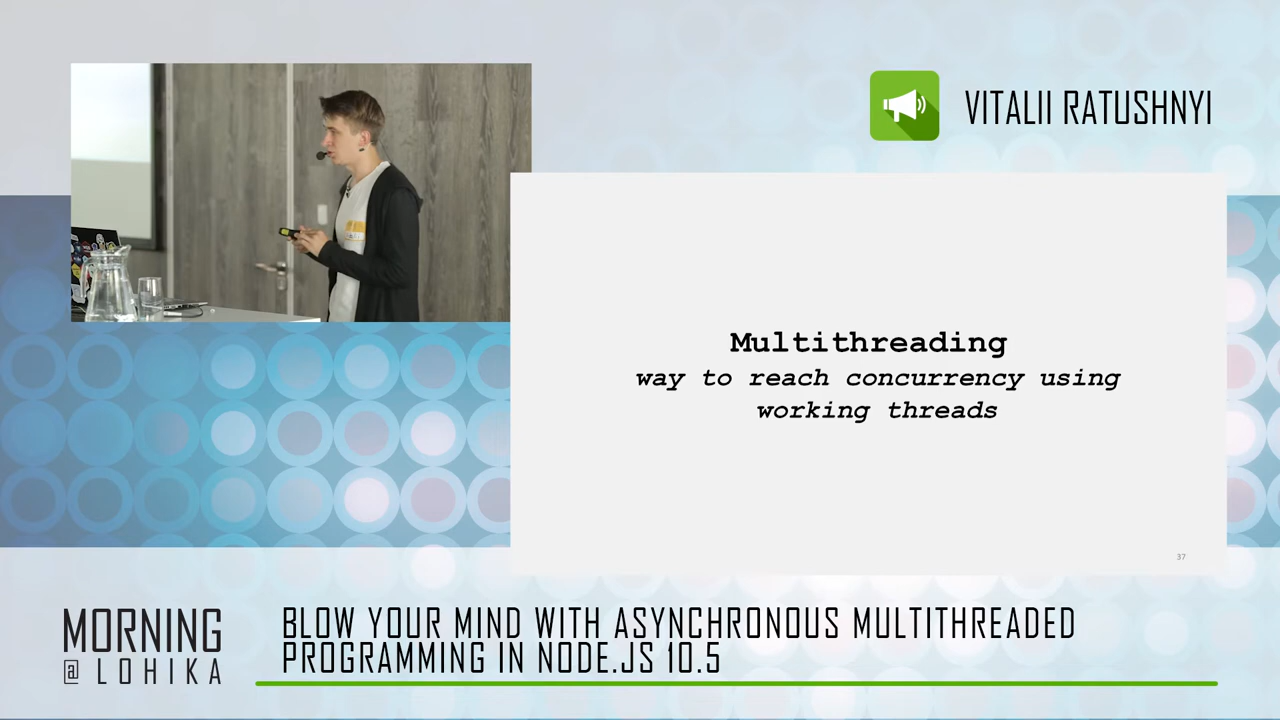 VITALII RATUSHNYI
Multithreading
way to reach concurrency using
working threads
37
MORNING
@LOHIKA
BLOW YOUR MIND WITH ASYNCHRONOUS MULTITHREADED
PROGRAMMING IN NODE.JS 10.5